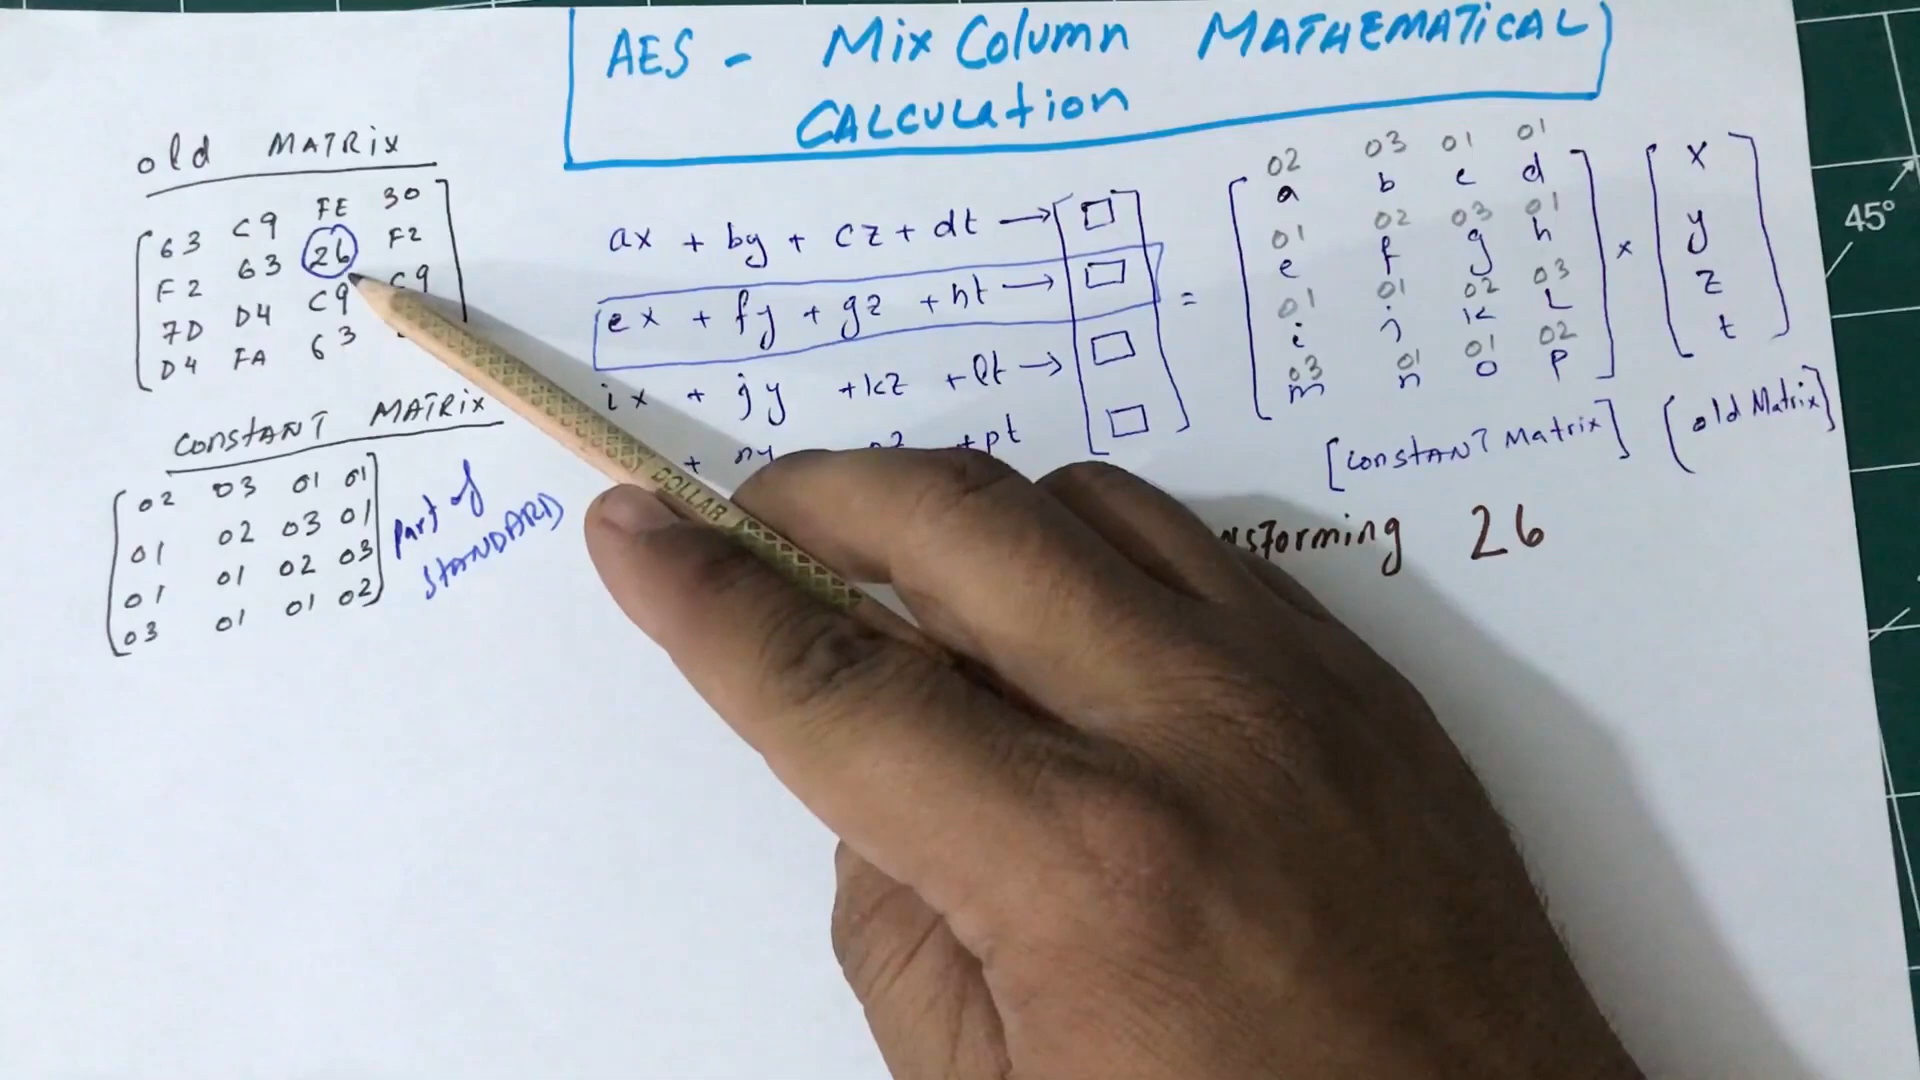 AES - Mix Column MATHEMATICAL
CALCULATION
old MATRIX
63 C9 FE 30
F2 63 26 F2
7D D4 C9 C9
D4 FA 63
CONSTANT MATRIX
02 03 01 01
01 02 03 01
01 01 02 03
03 01 01 02
Part of
STANDARD
ax + by + cz + dt → □
ex + fy + gz + ht → □
ix + jy + kz + lt → □
+ ny + pt □
=
02 03 01 01
a b c d
01 02 03 01
e f g h
01 01 02 03
i j k L
03 01 01 02
m n o p
×
x
y
z
t
[CONSTANT Matrix] (old Matrix)
nsforming 26
DOLLAR
45°